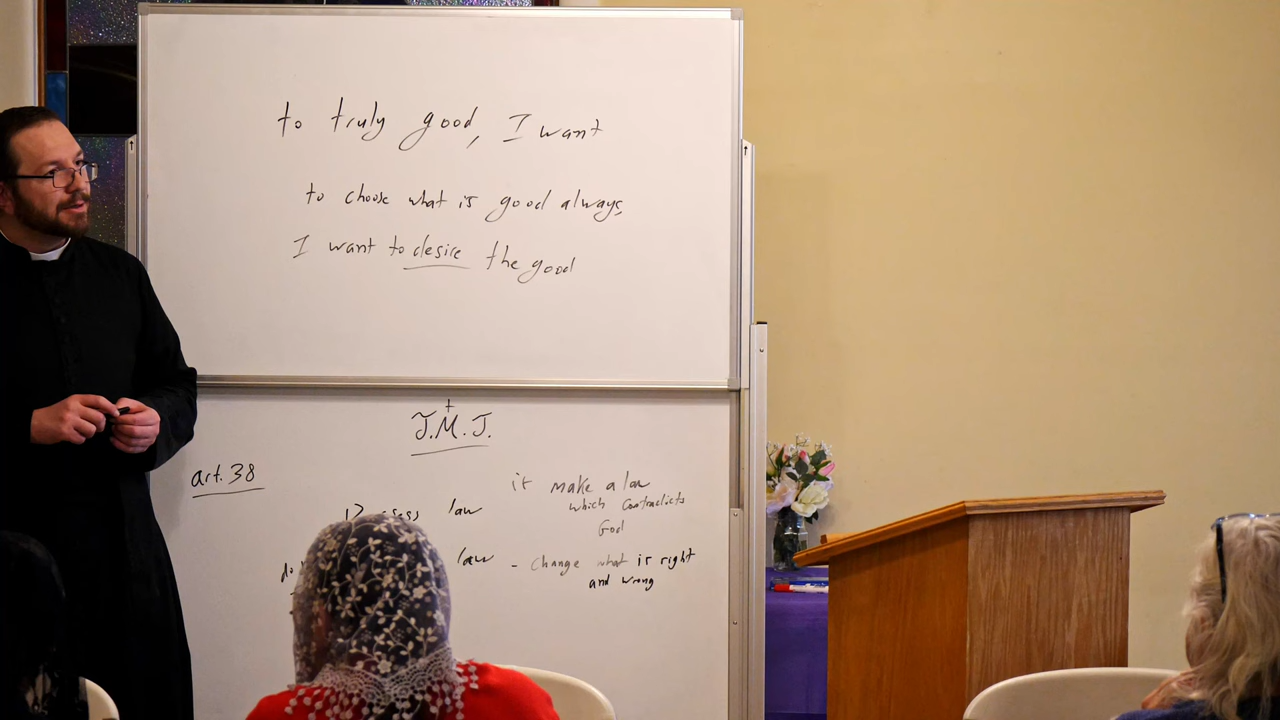 to truly good, I want
to choose what is good always,
I want to desire the good
J.M.J.
art. 38
it make a law
which contradicts
God
law
law - change what is right
and wrong